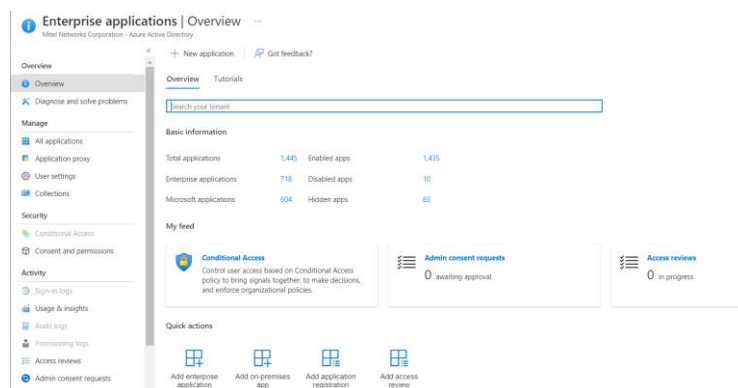 Enterprise applications | Overview ...
Mitel Networks Corporation - Azure Active Directory
«
+ New application
Got feedback?
Overview
Overview
Diagnose and solve problems
Manage
All applications
Application proxy
User settings
Collections
Security
Conditional Access
Consent and permissions
Activity
Sign-in logs
Usage & insights
Audit logs
Provisioning logs
Access reviews
Admin consent requests
Overview Tutorials
Search your tenant
Basic information
Total applications 1,445 Enabled apps 1,435
Enterprise applications 718 Disabled apps 10
Microsoft applications 604 Hidden apps 83
My feed
Conditional Access
Control user access based on Conditional Access
policy to bring signals together, to make decisions,
and enforce organizational policies.
Admin consent requests
0 awaiting approval
Access reviews
0 in progress
Quick actions
Add enterprise
application
Add on-premises
app
Add application
registration
Add access
review